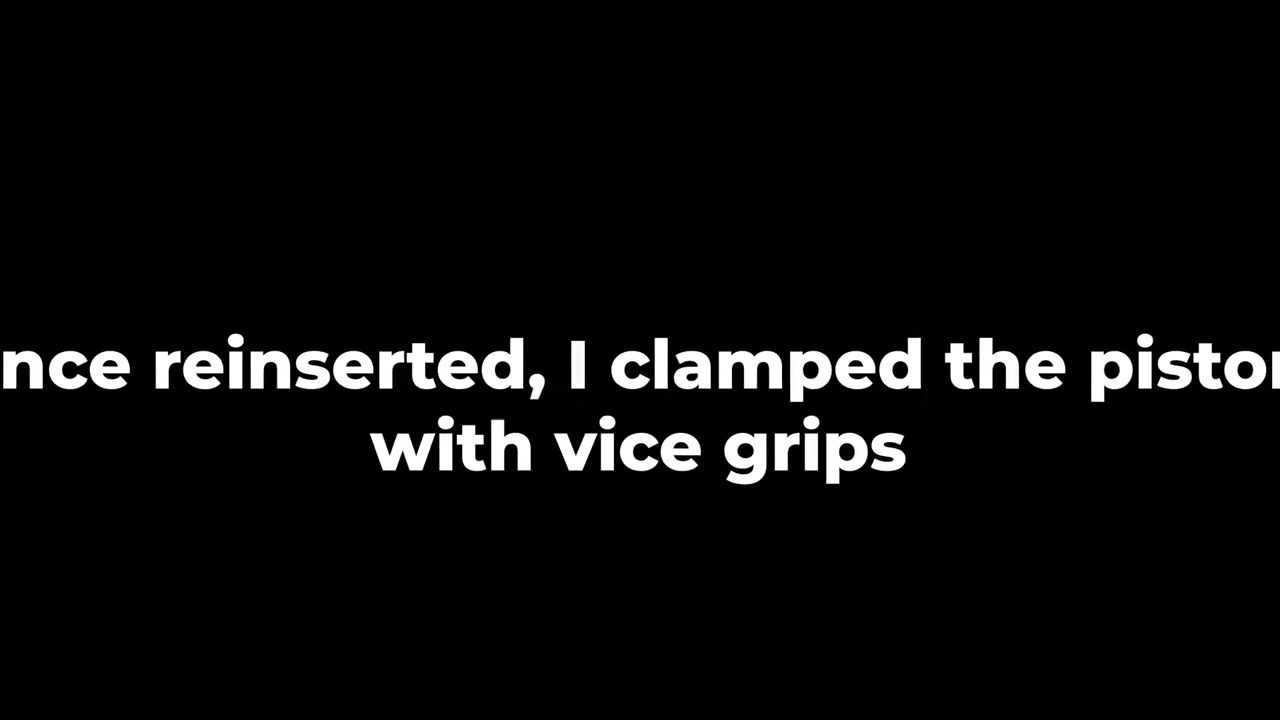 nce reinserted, I clamped the pisto
with vice grips